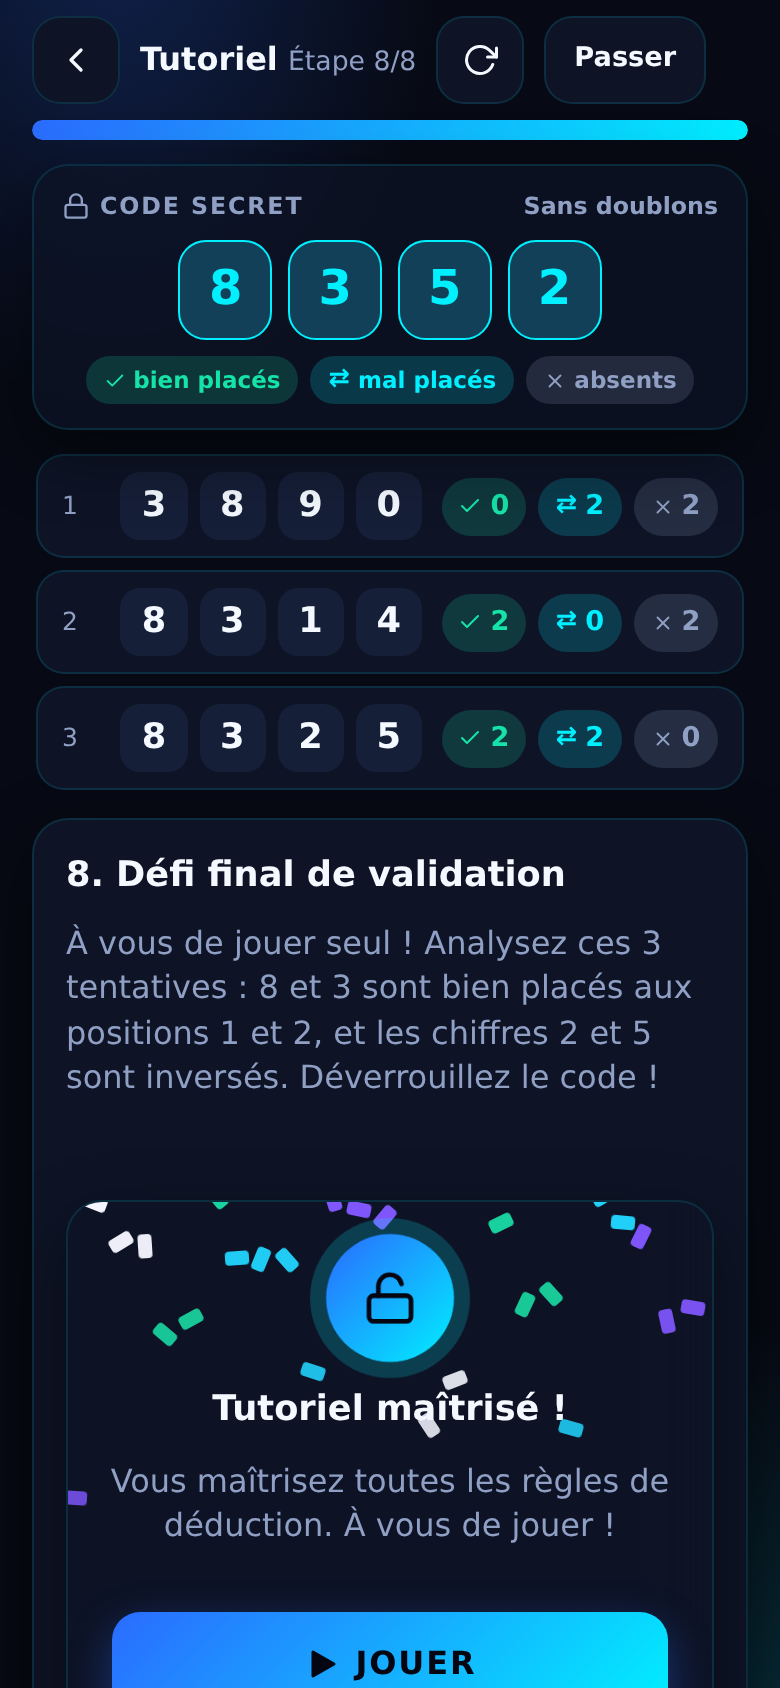 Tutoriel Étape 8/8 Passer
CODE SECRET Sans doublons
8 3 5 2
bien placés mal placés absents
1 3 8 9 0 0 2 2
2 8 3 1 4 2 0 2
3 8 3 2 5 2 2 0
8. Défi final de validation
À vous de jouer seul ! Analysez ces 3
tentatives : 8 et 3 sont bien placés aux
positions 1 et 2, et les chiffres 2 et 5
sont inversés. Déverrouillez le code !
Tutoriel maîtrisé !
Vous maîtrisez toutes les règles de
déduction. À vous de jouer !
JOUER